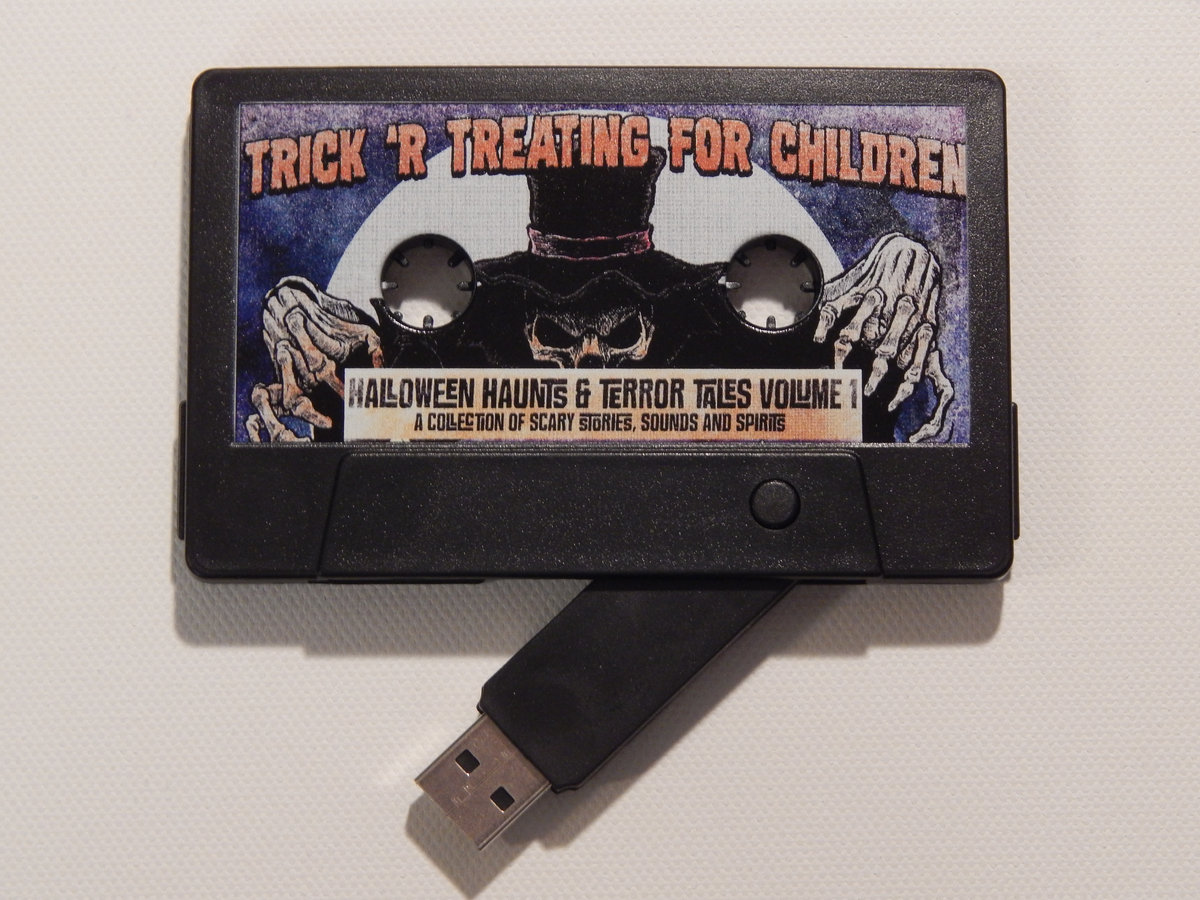 TRICK 'R TREATING FOR CHILDREN
HALLOWEEN HAUNTS & TERROR TALES VOLUME 1
A COLLECTION OF SCARY STORIES, SOUNDS AND SPIRITS